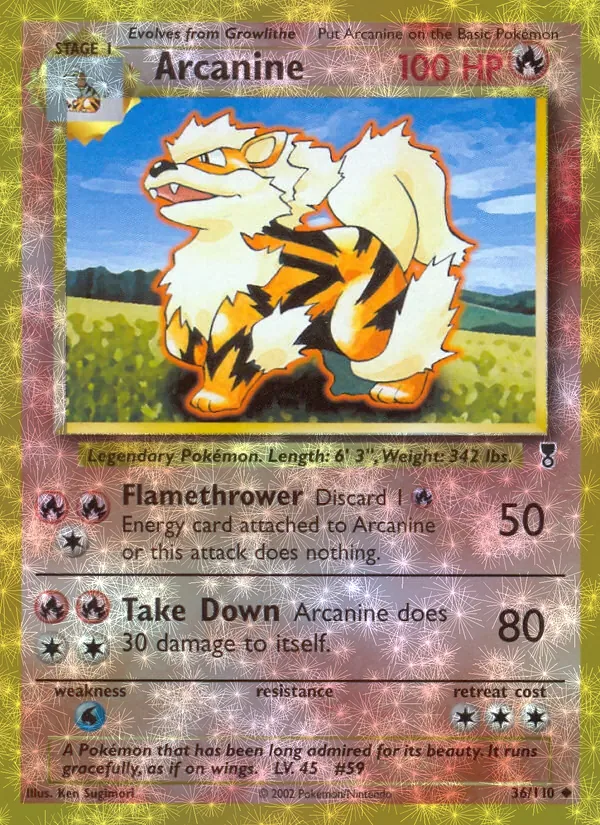 Evolves from Growlithe Put Arcanine on the Basic Pokémon
STAGE 1
Arcanine 100 HP
Legendary Pokémon. Length: 6' 3", Weight: 342 lbs.
Flamethrower Discard 1
Energy card attached to Arcanine
or this attack does nothing.
50
Take Down Arcanine does
30 damage to itself.
80
weakness resistance retreat cost
A Pokémon that has been long admired for its beauty. It runs
gracefully, as if on wings. LV. 45 #59
Illus. Ken Sugimori © 2002 Pokémon/Nintendo 36/110